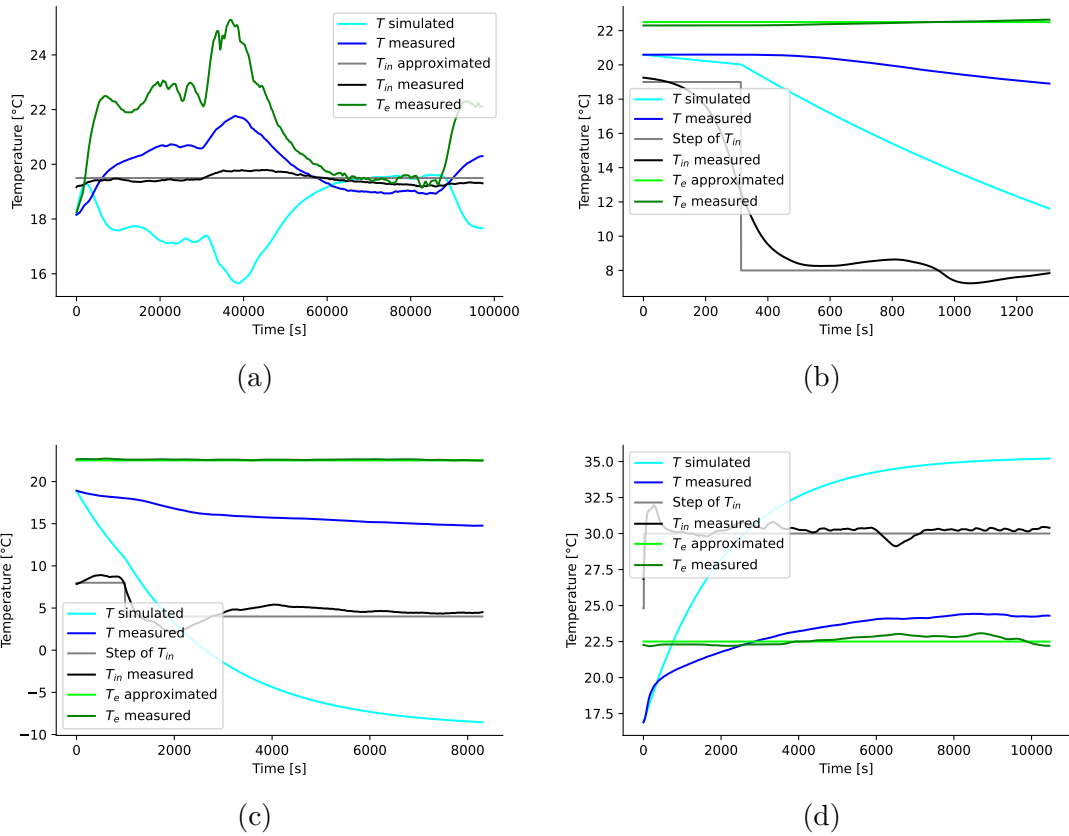 24
22
20
18
16
Temperature [°C]
T simulated
T measured
T_in approximated
T_in measured
T_e measured
0 20000 40000 60000 80000 100000
Time [s]
(a)
22
20
18
16
14
12
10
8
Temperature [°C]
T simulated
T measured
Step of T_in
T_in measured
T_e approximated
T_e measured
0 200 400 600 800 1000 1200
Time [s]
(b)
20
15
10
5
0
−5
−10
Temperature [°C]
T simulated
T measured
Step of T_in
T_in measured
T_e approximated
T_e measured
0 2000 4000 6000 8000
Time [s]
(c)
35.0
32.5
30.0
27.5
25.0
22.5
20.0
17.5
Temperature [°C]
T simulated
T measured
Step of T_in
T_in measured
T_e approximated
T_e measured
0 2000 4000 6000 8000 10000
Time [s]
(d)